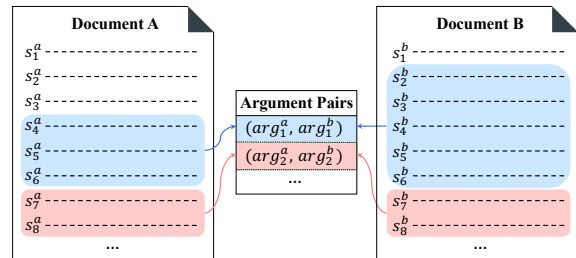 Document A
s_1^a
s_2^a
s_3^a
s_4^a
s_5^a
s_6^a
s_7^a
s_8^a
...
Argument Pairs
(arg_1^a, arg_1^b)
(arg_2^a, arg_2^b)
...
Document B
s_1^b
s_2^b
s_3^b
s_4^b
s_5^b
s_6^b
s_7^b
s_8^b
...